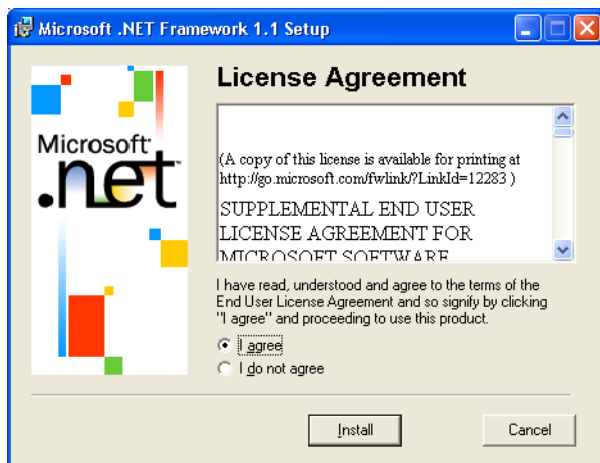 Microsoft .NET Framework 1.1 Setup
Microsoft
.net
License Agreement
(A copy of this license is available for printing at
http://go.microsoft.com/fwlink/?LinkId=12283 )
SUPPLEMENTAL END USER
LICENSE AGREEMENT FOR
MICROSOFT SOFTWARE
I have read, understood and agree to the terms of the
End User License Agreement and so signify by clicking
"I agree" and proceeding to use this product.
I agree
I do not agree
Install
Cancel